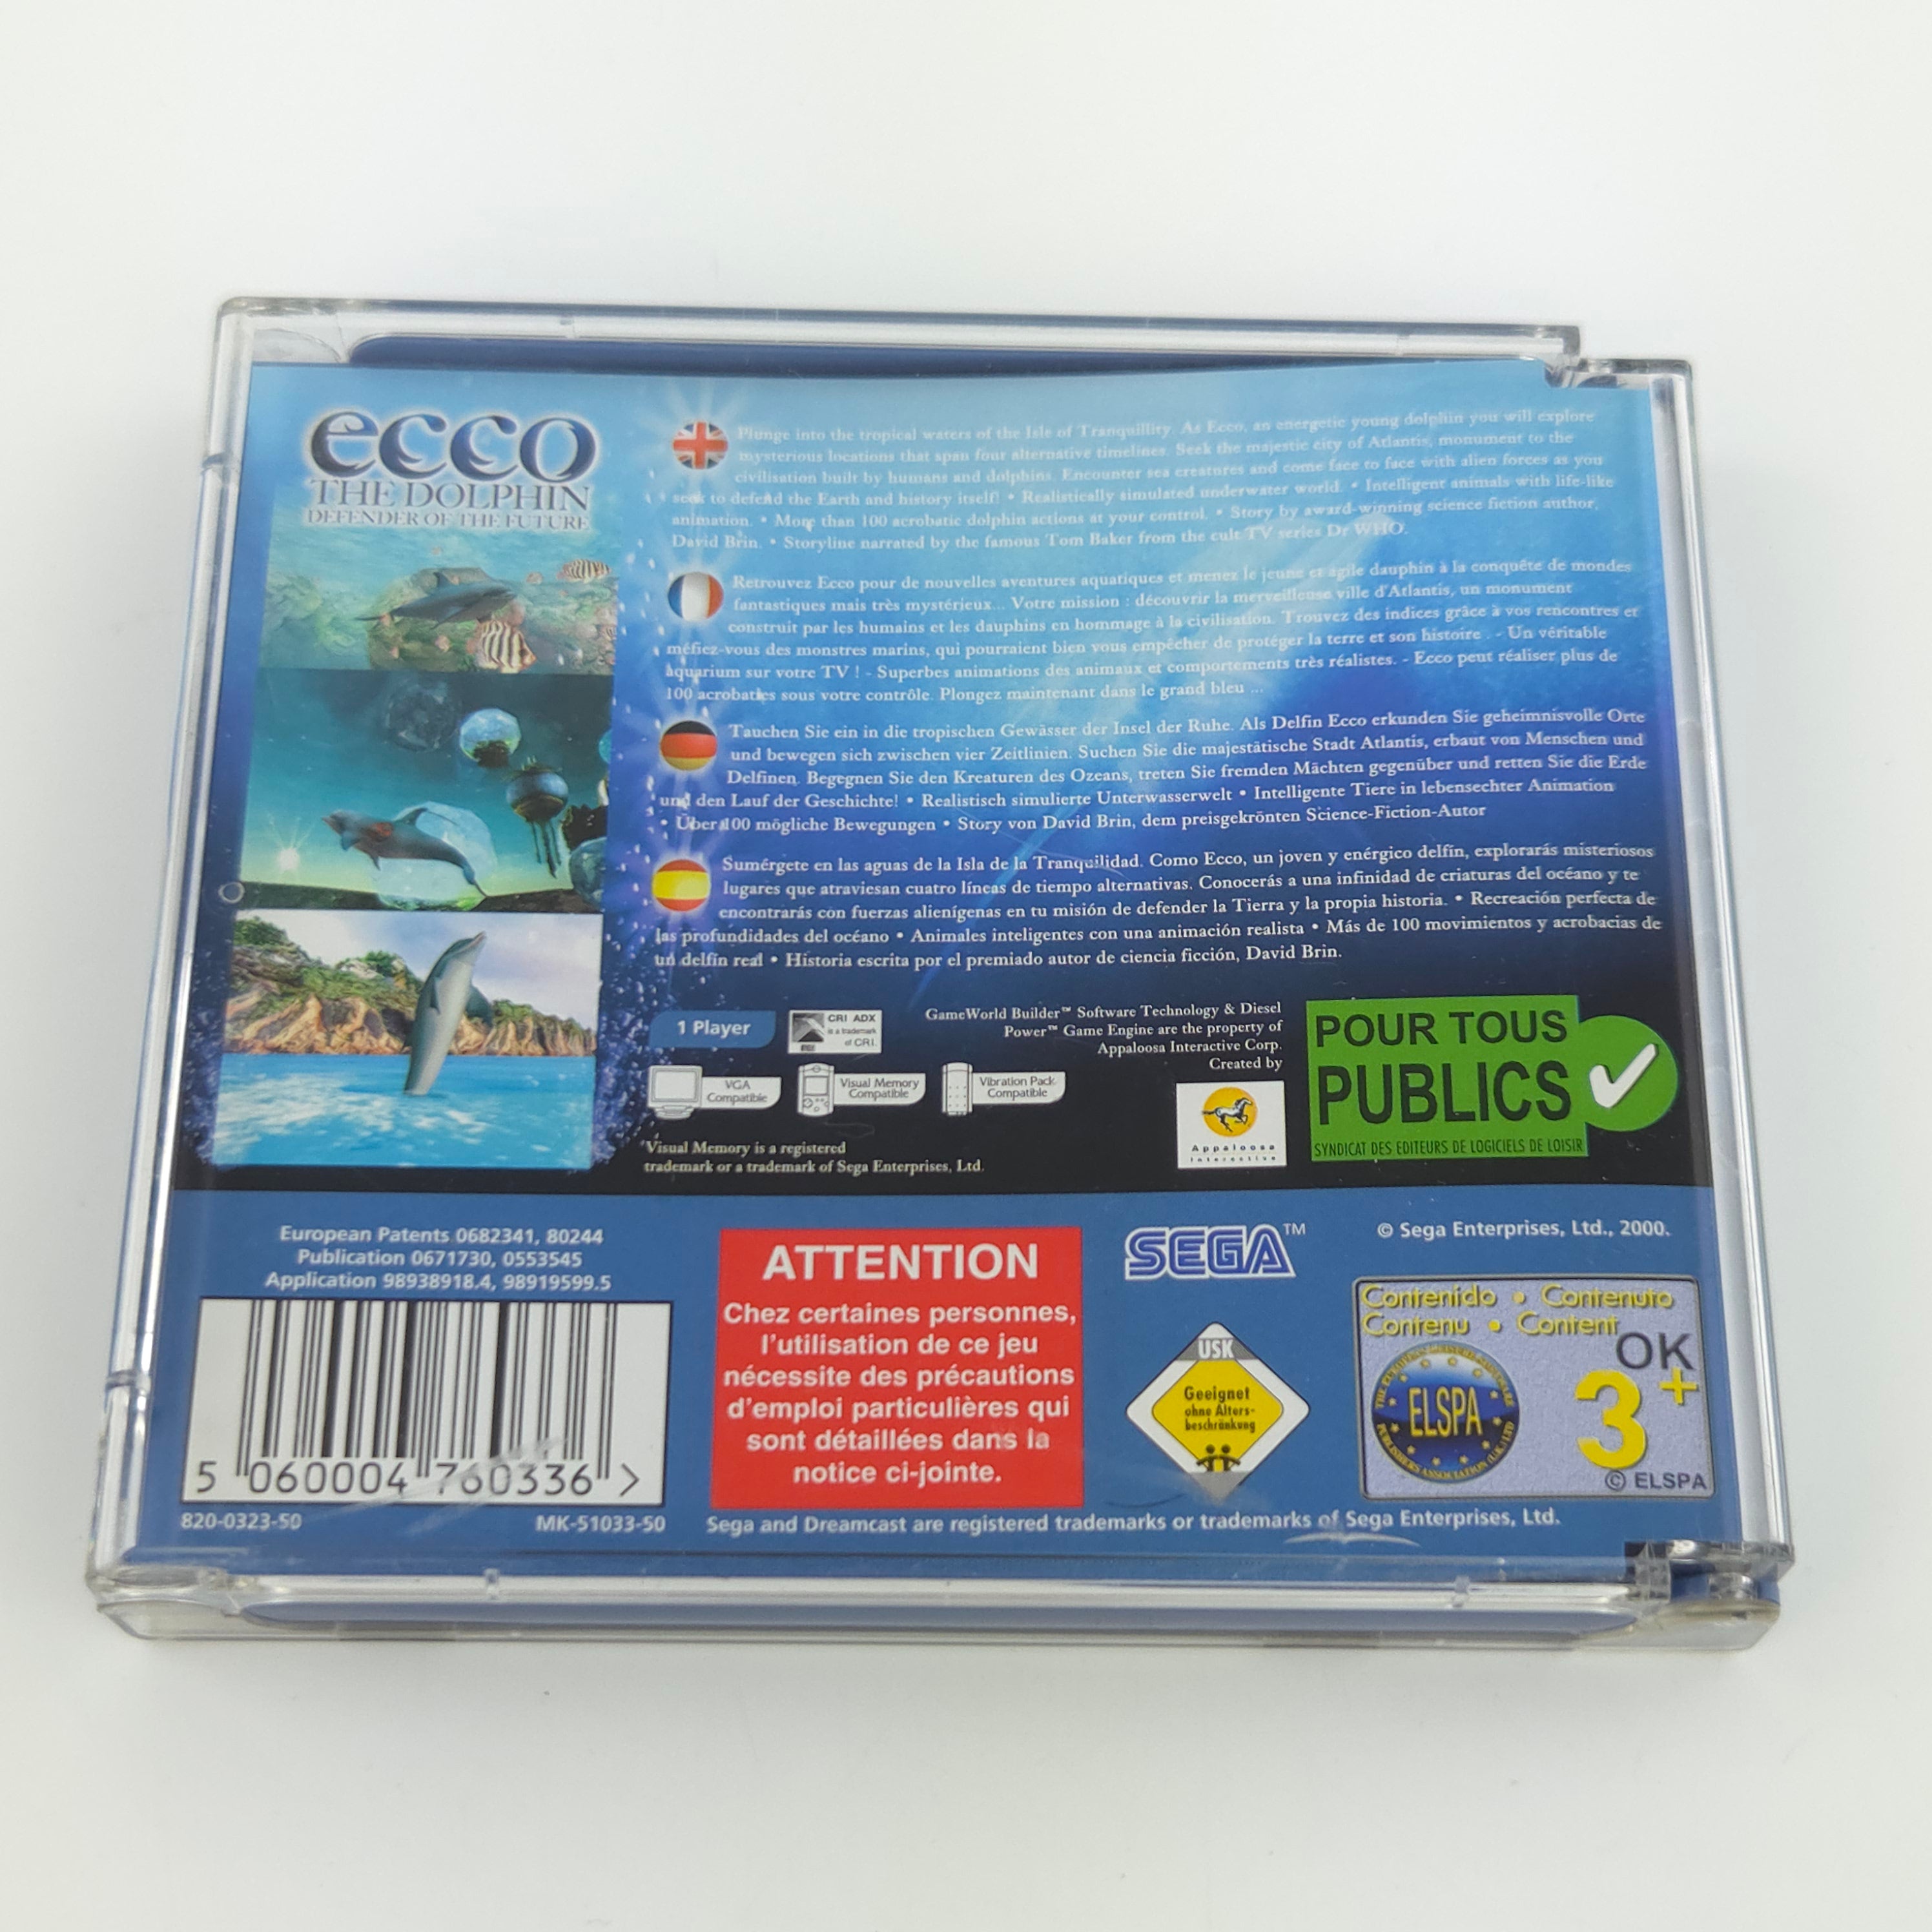 ecco
THE DOLPHIN
DEFENDER OF THE FUTURE
Plunge into the tropical waters of the Isle of Tranquillity. As Ecco, an energetic young dolphin you will explore
mysterious locations that span four alternative timelines. Seek the majestic city of Atlantis, monument to the
civilisation built by humans and dolphins. Encounter sea creatures and come face to face with alien forces as you
seek to defend the Earth and history itself! • Realistically simulated underwater world. • Intelligent animals with life-like
animation. • More than 100 acrobatic dolphin actions at your control. • Story by award-winning science fiction author,
David Brin. • Storyline narrated by the famous Tom Baker from the cult TV series Dr WHO.
Retrouvez Ecco pour de nouvelles aventures aquatiques et menez le jeune et agile dauphin à la conquête de mondes
fantastiques mais très mystérieux... Votre mission : découvrir la merveilleuse ville d'Atlantis, un monument
construit par les humains et les dauphins en hommage à la civilisation. Trouvez des indices grâce à vos rencontres et
méfiez-vous des monstres marins, qui pourraient bien vous empêcher de protéger la terre et son histoire . - Un véritable
aquarium sur votre TV ! - Superbes animations des animaux et comportements très réalistes. - Ecco peut réaliser plus de
100 acrobaties sous votre contrôle. Plongez maintenant dans le grand bleu ...
Tauchen Sie ein in die tropischen Gewässer der Insel der Ruhe. Als Delfin Ecco erkunden Sie geheimnisvolle Orte
und bewegen sich zwischen vier Zeitlinien. Suchen Sie die majestätische Stadt Atlantis, erbaut von Menschen und
Delfinen. Begegnen Sie den Kreaturen des Ozeans, treten Sie fremden Mächten gegenüber und retten Sie die Erde
und den Lauf der Geschichte! • Realistisch simulierte Unterwasserwelt • Intelligente Tiere in lebensechter Animation
• Über 100 mögliche Bewegungen • Story von David Brin, dem preisgekrönten Science-Fiction-Autor
Sumérgete en las aguas de la Isla de la Tranquilidad. Como Ecco, un joven y enérgico delfín, explorarás misteriosos
lugares que atraviesan cuatro líneas de tiempo alternativas. Conocerás a una infinidad de criaturas del océano y te
encontrarás con fuerzas alienígenas en tu misión de defender la Tierra y la propia historia. • Recreación perfecta de
las profundidades del océano • Animales inteligentes con una animación realista • Más de 100 movimientos y acrobacias de
un delfín real • Historia escrita por el premiado autor de ciencia ficción, David Brin.
1 Player
CRI ADX
is a trademark
of CRI.
GameWorld Builder™ Software Technology & Diesel
Power™ Game Engine are the property of
Appaloosa Interactive Corp.
Created by
Appaloosa
Interactive
VGA
Compatible
Visual Memory
Compatible
Vibration Pack
Compatible
*Visual Memory is a registered
trademark or a trademark of Sega Enterprises, Ltd.
POUR TOUS
PUBLICS
SYNDICAT DES EDITEURS DE LOGICIELS DE LOISIR
European Patents 0682341, 80244
Publication 0671730, 0553545
Application 98938918.4, 98919599.5
5 060004 760336 >
820-0323-50
MK-51033-50
ATTENTION
Chez certaines personnes,
l'utilisation de ce jeu
nécessite des précautions
d'emploi particulières qui
sont détaillées dans la
notice ci-jointe.
SEGA™
© Sega Enterprises, Ltd., 2000.
USK
Geeignet
ohne Alters-
beschränkung
Contenido • Contenuto
Contenu • Content
OK
3+
THE EUROPEAN LEISURE SOFTWARE
ELSPA
PUBLISHERS ASSOCIATION (U.K.) LTD
© ELSPA
Sega and Dreamcast are registered trademarks or trademarks of Sega Enterprises, Ltd.